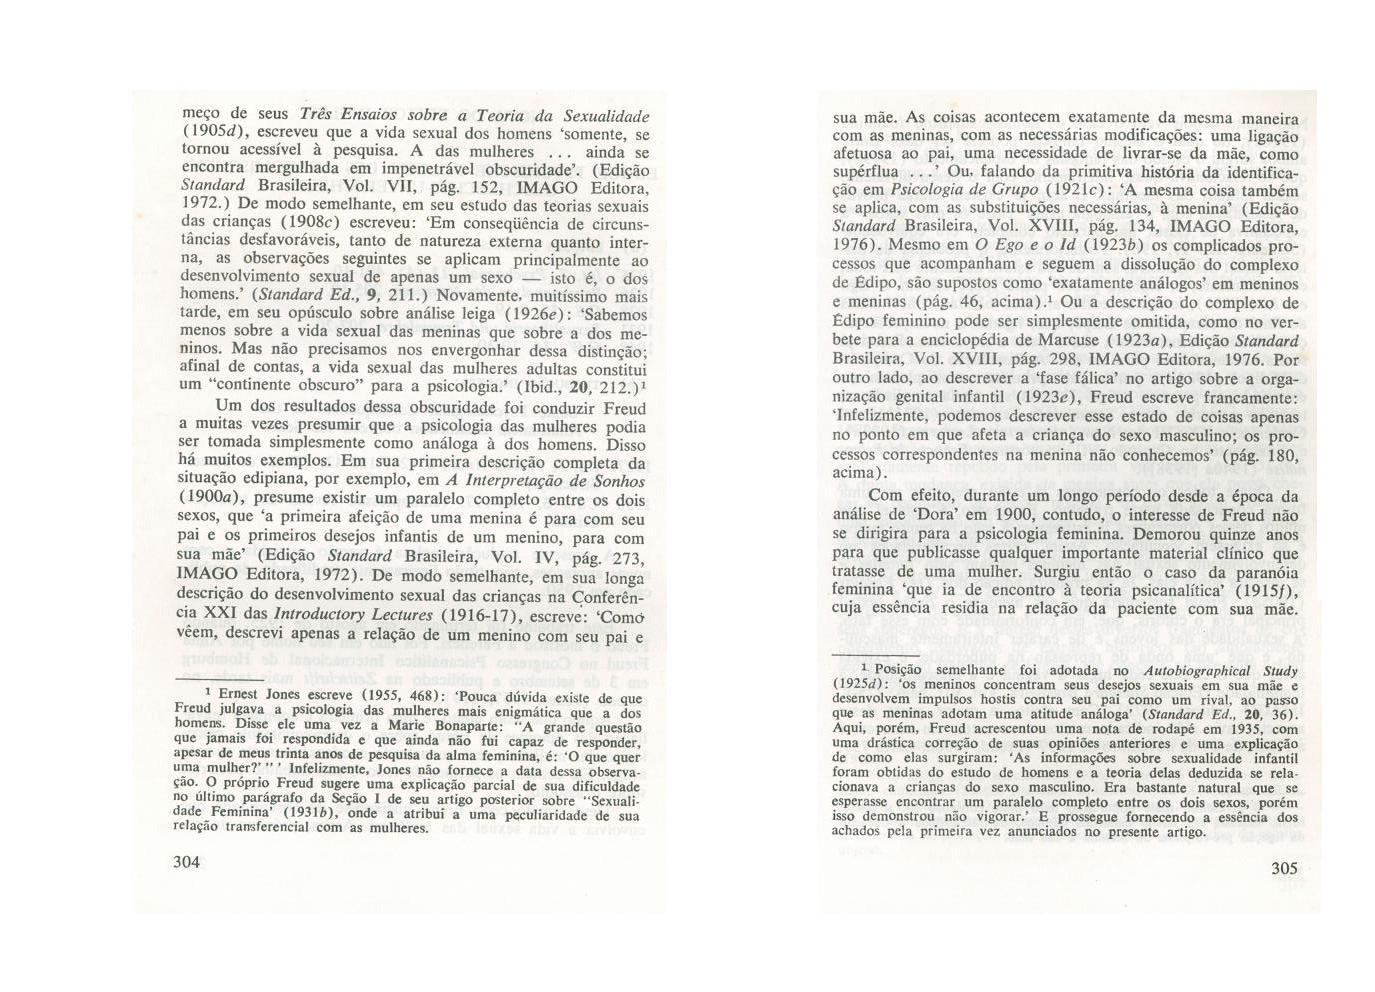 meço de seus Três Ensaios sobre a Teoria da Sexualidade
(1905d), escreveu que a vida sexual dos homens ‘somente, se
tornou acessível à pesquisa. A das mulheres ... ainda se
encontra mergulhada em impenetrável obscuridade’. (Edição
Standard Brasileira, Vol. VII, pág. 152, IMAGO Editora,
1972.) De modo semelhante, em seu estudo das teorias sexuais
das crianças (1908c) escreveu: ‘Em conseqüência de circuns-
tâncias desfavoráveis, tanto de natureza externa quanto inter-
na, as observações seguintes se aplicam principalmente ao
desenvolvimento sexual de apenas um sexo — isto é, o dos
homens.’ (Standard Ed., 9, 211.) Novamente, muitíssimo mais
tarde, em seu opúsculo sobre análise leiga (1926e): ‘Sabemos
menos sobre a vida sexual das meninas que sobre a dos me-
ninos. Mas não precisamos nos envergonhar dessa distinção;
afinal de contas, a vida sexual das mulheres adultas constitui
um “continente obscuro” para a psicologia.’ (Ibid., 20, 212.)¹
Um dos resultados dessa obscuridade foi conduzir Freud
a muitas vezes presumir que a psicologia das mulheres podia
ser tomada simplesmente como análoga à dos homens. Disso
há muitos exemplos. Em sua primeira descrição completa da
situação edipiana, por exemplo, em A Interpretação de Sonhos
(1900a), presume existir um paralelo completo entre os dois
sexos, que ‘a primeira afeição de uma menina é para com seu
pai e os primeiros desejos infantis de um menino, para com
sua mãe’ (Edição Standard Brasileira, Vol. IV, pág. 273,
IMAGO Editora, 1972). De modo semelhante, em sua longa
descrição do desenvolvimento sexual das crianças na Conferên-
cia XXI das Introductory Lectures (1916-17), escreve: ‘Como
vêem, descrevi apenas a relação de um menino com seu pai e
¹ Ernest Jones escreve (1955, 468): ‘Pouca dúvida existe de que
Freud julgava a psicologia das mulheres mais enigmática que a dos
homens. Disse ele uma vez a Marie Bonaparte: “A grande questão
que jamais foi respondida e que ainda não fui capaz de responder,
apesar de meus trinta anos de pesquisa da alma feminina, é: ‘O que quer
uma mulher?’ ” ’ Infelizmente, Jones não fornece a data dessa observa-
ção. O próprio Freud sugere uma explicação parcial de sua dificuldade
no último parágrafo da Seção I de seu artigo posterior sobre “Sexuali-
dade Feminina’ (1931b), onde a atribui a uma peculiaridade de sua
relação transferencial com as mulheres.
304
sua mãe. As coisas acontecem exatamente da mesma maneira
com as meninas, com as necessárias modificações: uma ligação
afetuosa ao pai, uma necessidade de livrar-se da mãe, como
supérflua ...’ Ou, falando da primitiva história da identifica-
ção em Psicologia de Grupo (1921c): ‘A mesma coisa também
se aplica, com as substituições necessárias, à menina’ (Edição
Standard Brasileira, Vol. XVIII, pág. 134, IMAGO Editora,
1976). Mesmo em O Ego e o Id (1923b) os complicados pro-
cessos que acompanham e seguem a dissolução do complexo
de Édipo, são supostos como ‘exatamente análogos’ em meninos
e meninas (pág. 46, acima).¹ Ou a descrição do complexo de
Édipo feminino pode ser simplesmente omitida, como no ver-
bete para a enciclopédia de Marcuse (1923a), Edição Standard
Brasileira, Vol. XVIII, pág. 298, IMAGO Editora, 1976. Por
outro lado, ao descrever a ‘fase fálica’ no artigo sobre a orga-
nização genital infantil (1923e), Freud escreve francamente:
‘Infelizmente, podemos descrever esse estado de coisas apenas
no ponto em que afeta a criança do sexo masculino; os pro-
cessos correspondentes na menina não conhecemos’ (pág. 180,
acima).
Com efeito, durante um longo período desde a época da
análise de ‘Dora’ em 1900, contudo, o interesse de Freud não
se dirigira para a psicologia feminina. Demorou quinze anos
para que publicasse qualquer importante material clínico que
tratasse de uma mulher. Surgiu então o caso da paranóia
feminina ‘que ia de encontro à teoria psicanalítica’ (1915f),
cuja essência residia na relação da paciente com sua mãe.
¹ Posição semelhante foi adotada no Autobiographical Study
(1925d): ‘os meninos concentram seus desejos sexuais em sua mãe e
desenvolvem impulsos hostis contra seu pai como um rival, ao passo
que as meninas adotam uma atitude análoga’ (Standard Ed., 20, 36).
Aqui, porém, Freud acrescentou uma nota de rodapé em 1935, com
uma drástica correção de suas opiniões anteriores e uma explicação
de como elas surgiram: ‘As informações sobre sexualidade infantil
foram obtidas do estudo de homens e a teoria delas deduzida se rela-
cionava a crianças do sexo masculino. Era bastante natural que se
esperasse encontrar um paralelo completo entre os dois sexos, porém
isso demonstrou não vigorar.’ E prossegue fornecendo a essência dos
achados pela primeira vez anunciados no presente artigo.
305